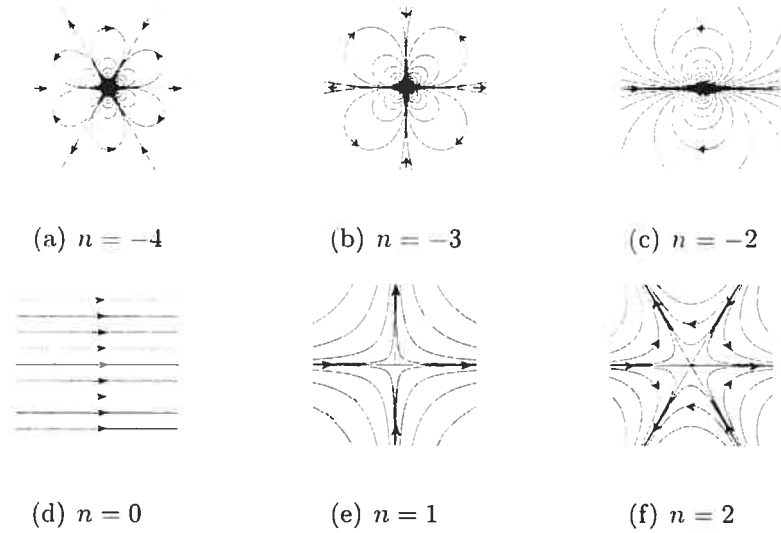 (a) n = −4
(b) n = −3
(c) n = −2
(d) n = 0
(e) n = 1
(f) n = 2